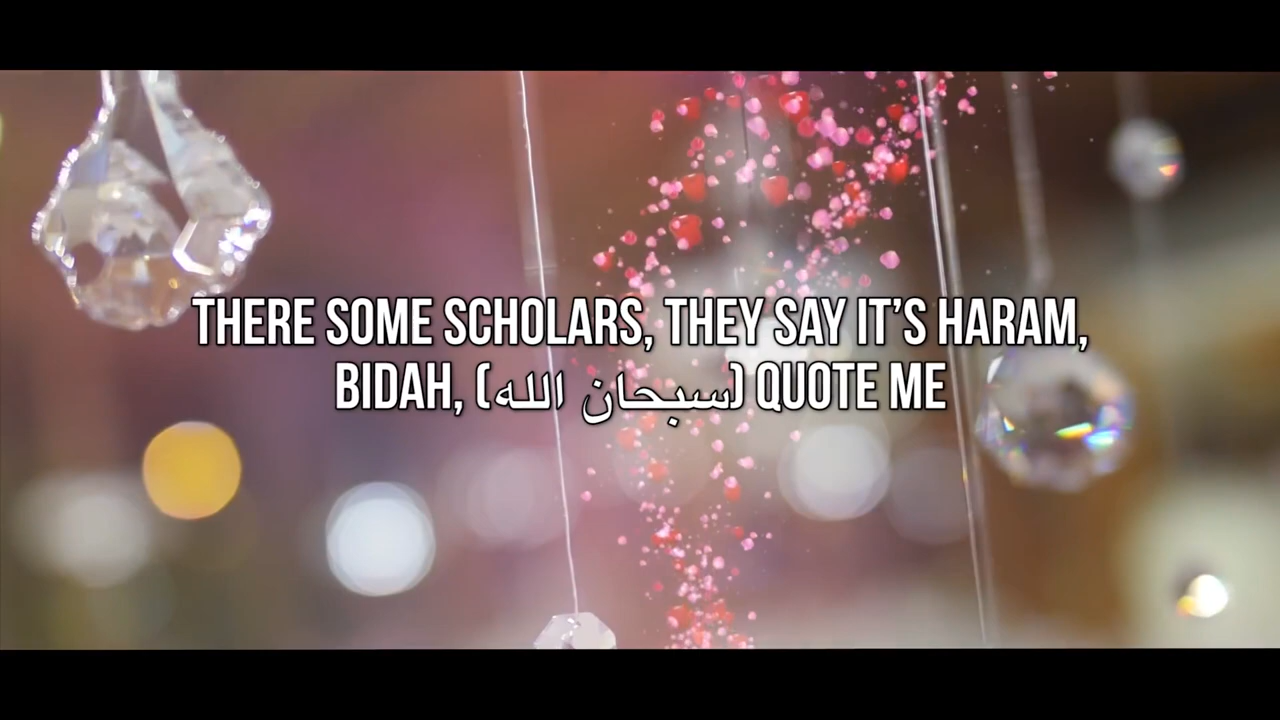 THERE SOME SCHOLARS, THEY SAY IT’S HARAM,
BIDAH, (سبحان الله) QUOTE ME